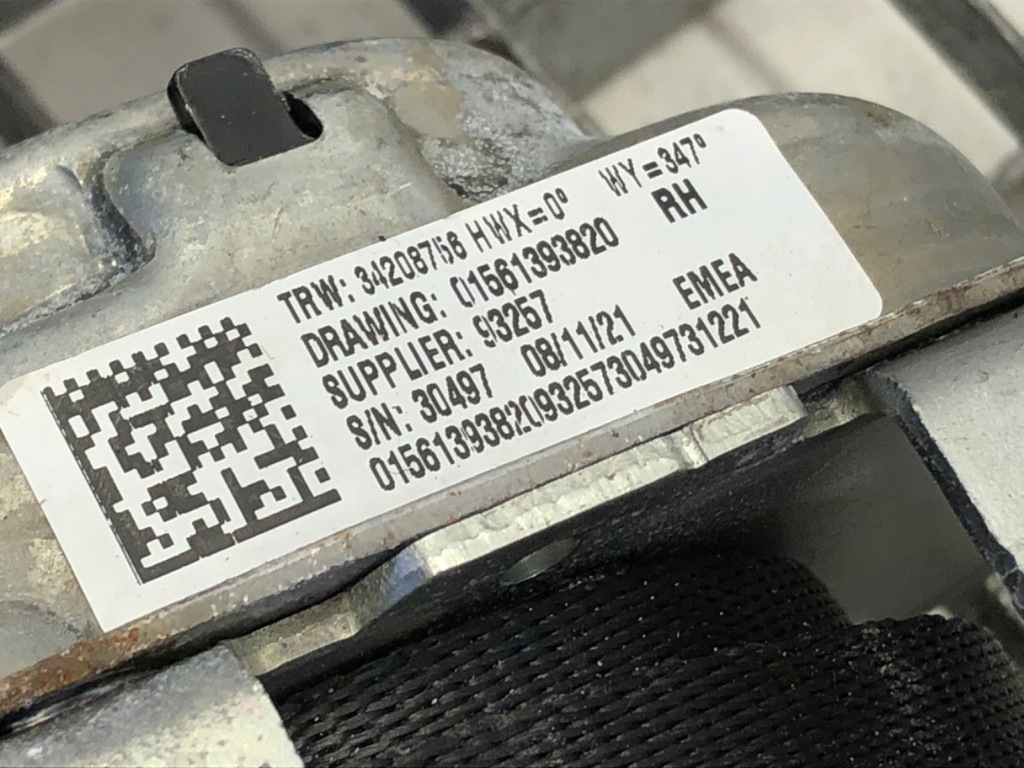 TRW: 34208756 HWX=0° WY=347°
DRAWING: 01561393820 RH
SUPPLIER: 93257
S/N: 30497 08/11/21 EMEA
01561393820932573049731221